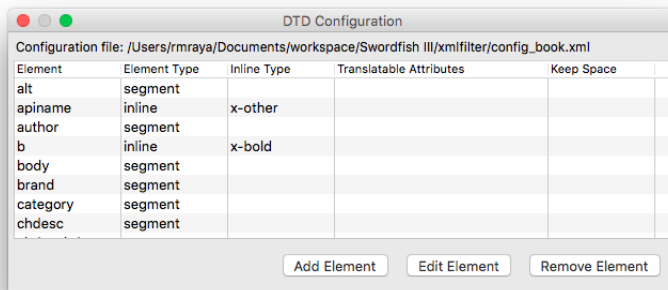 DTD Configuration
Configuration file: /Users/rmraya/Documents/workspace/Swordfish III/xmlfilter/config_book.xml
Element Element Type Inline Type Translatable Attributes Keep Space
alt segment
apiname inline x-other
author segment
b inline x-bold
body segment
brand segment
category segment
chdesc segment
Add Element Edit Element Remove Element